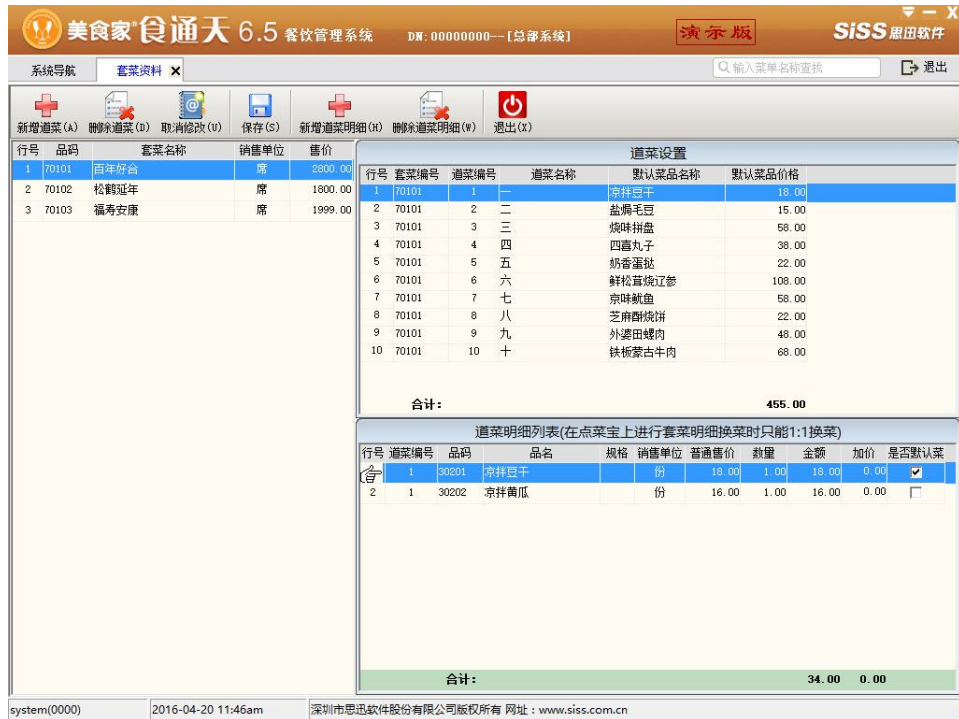 美食家 食通天 6.5 餐饮管理系统 DN:00000000--[总部系统] 演示版 SiSS 思迅软件
系统导航 套菜资料 X 输入菜单名称查找 退出
新增道菜(A) 删除道菜(D) 取消修改(U) 保存(S) 新增道菜明细(H) 删除道菜明细(W) 退出(X)
行号 品码 套菜名称 销售单位 售价
1 70101 百年好合 席 2800.00
2 70102 松鹤延年 席 1800.00
3 70103 福寿安康 席 1999.00
道菜设置
行号 套菜编号 道菜编号 道菜名称 默认菜品名称 默认菜品价格
1 70101 1 一 凉拌豆干 18.00
2 70101 2 二 盐焗毛豆 15.00
3 70101 3 三 烧味拼盘 58.00
4 70101 4 四 四喜丸子 38.00
5 70101 5 五 奶香蛋挞 22.00
6 70101 6 六 鲜松茸烧辽参 108.00
7 70101 7 七 京味鱿鱼 58.00
8 70101 8 八 芝麻酥烧饼 22.00
9 70101 9 九 外婆田螺肉 48.00
10 70101 10 十 铁板蒙古牛肉 68.00
合计: 455.00
道菜明细列表(在点菜宝上进行套菜明细换菜时只能1:1换菜)
行号 道菜编号 品码 品名 规格 销售单位 普通售价 数量 金额 加价 是否默认菜
1 30201 凉拌豆干 份 18.00 1.00 18.00 0.00
2 1 30202 凉拌黄瓜 份 16.00 1.00 16.00 0.00
合计: 34.00 0.00
system(0000) 2016-04-20 11:46am 深圳市思迅软件股份有限公司版权所有 网址：www.siss.com.cn